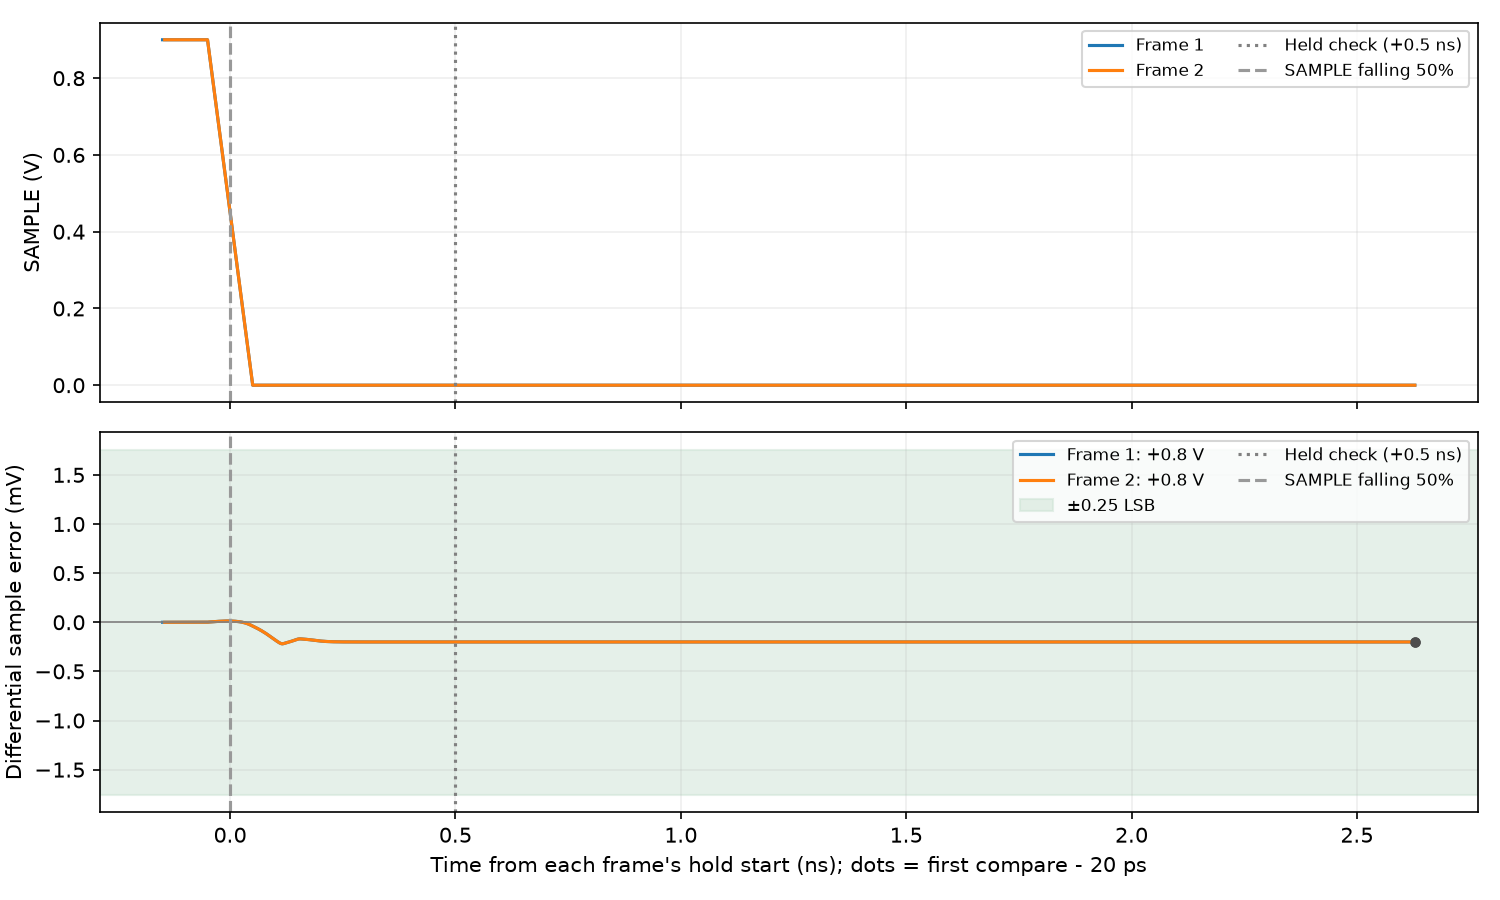 SAMPLE (V)
0.8
0.6
0.4
0.2
0.0
Frame 1
Frame 2
Held check (+0.5 ns)
SAMPLE falling 50%
Differential sample error (mV)
1.5
1.0
0.5
0.0
−0.5
−1.0
−1.5
Frame 1: +0.8 V
Frame 2: +0.8 V
±0.25 LSB
Held check (+0.5 ns)
SAMPLE falling 50%
0.0 0.5 1.0 1.5 2.0 2.5
Time from each frame's hold start (ns); dots = first compare - 20 ps